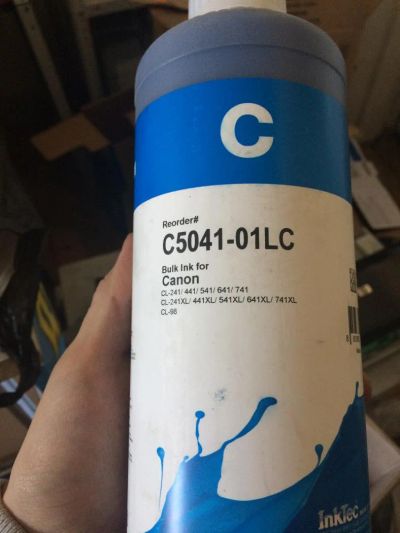 C
Reorder#
C5041-01LC
Bulk Ink for
Canon
CL-241/ 441/ 541/ 641/ 741
CL-241XL/ 441XL/ 541XL/ 641XL/ 741XL
CL-98
InkTec